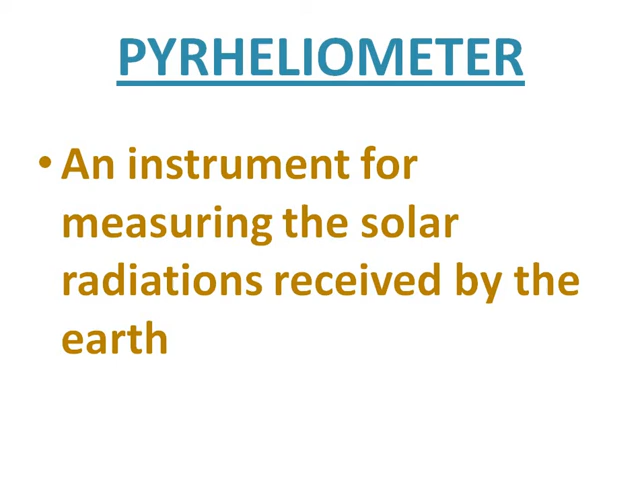 PYRHELIOMETER
• An instrument for
measuring the solar
radiations received by the
earth